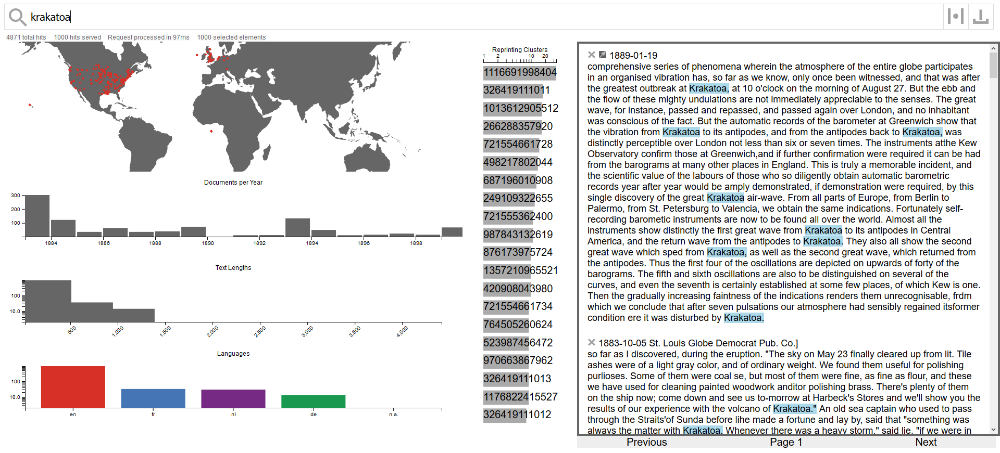 krakatoa
4871 total hits 1000 hits served Request processed in 97ms 1000 selected elements
Documents per Year
300
200
100
1884 1886 1888 1890 1892 1894 1896 1898
Text Lengths
100
10.0
500 1,000 1,500 2,000 2,500 3,000 3,500 4,000
Languages
100
10.0
en fr nl de n.a.
Reprinting Clusters
1 2 10 20
1116691998404
326419111011
1013612905512
266288357920
721554661728
498217802044
687196010908
249109322655
721555362400
987843132619
876173975724
1357210965521
420908043980
721554661734
764505260624
523987456472
970663867962
326419111013
1176822415527
326419111012
1889-01-19
comprehensive series of phenomena wherein the atmosphere of the entire globe participates
in an organised vibration has, so far as we know, only once been witnessed, and that was after
the greatest outbreak at Krakatoa, at 10 o'clock on the morning of August 27. But the ebb and
the flow of these mighty undulations are not immediately appreciable to the senses. The great
wave, for instance, passed and repassed, and passed again over London, and no inhabitant
was conscious of the fact. But the automatic records of the barometer at Greenwich show that
the vibration from Krakatoa to its antipodes, and from the antipodes back to Krakatoa, was
distinctly perceptible over London not less than six or seven times. The instruments atthe Kew
Observatory confirm those at Greenwich,and if further confirmation were required it can be had
from the barograms at many other places in England. This is truly a memorable incident, and
the scientific value of the labours of those who so diligently obtain automatic barometric
records year after year would be amply demonstrated, if demonstration were required, by this
single discovery of the great Krakatoa air-wave. From all parts of Europe, from Berlin to
Palermo, from St. Petersburg to Valencia, we obtain the same indications. Fortunately self-
recording barometic instruments are now to be found all over the world. Almost all the
instruments show distinctly the first great wave from Krakatoa to its antipodes in Central
America, and the return wave from the antipodes to Krakatoa. They also all show the second
great wave which sped from Krakatoa, as well as the second great wave, which returned from
the antipodes. Thus the first four of the oscillations are depicted on upwards of forty of the
barograms. The fifth and sixth oscillations are also to be distinguished on several of the
curves, and even the seventh is certainly established at some few places, of which Kew is one.
Then the gradually increasing faintness of the indications renders them unrecognisable, frdm
which we conclude that after seven pulsations our atmosphere had sensibly regained itsformer
condition ere it was disturbed by Krakatoa.
1883-10-05 St. Louis Globe Democrat Pub. Co.]
so far as I discovered, during the eruption. "The sky on May 23 finally cleared up from lit. Tile
ashes were of a light gray color, and of ordinary weight. We found them useful for polishing
purlioses. Some of them were coal se, but most of them were fine, as fine as flour, and these
we have used for cleaning painted woodwork anditor polishing brass. There's plenty of them
on the ship now; come down and see us to-morrow at Harbeck's Stores and we'll show you the
results of our experience with the volcano of Krakatoa." An old sea captain who used to pass
through the Straits'of Sunda before lihe made a fortune and lay by, said that "something was
always the matter with Krakatoa. Whenever there was a heavy storm." said lie. "if we were in
Previous Page 1 Next